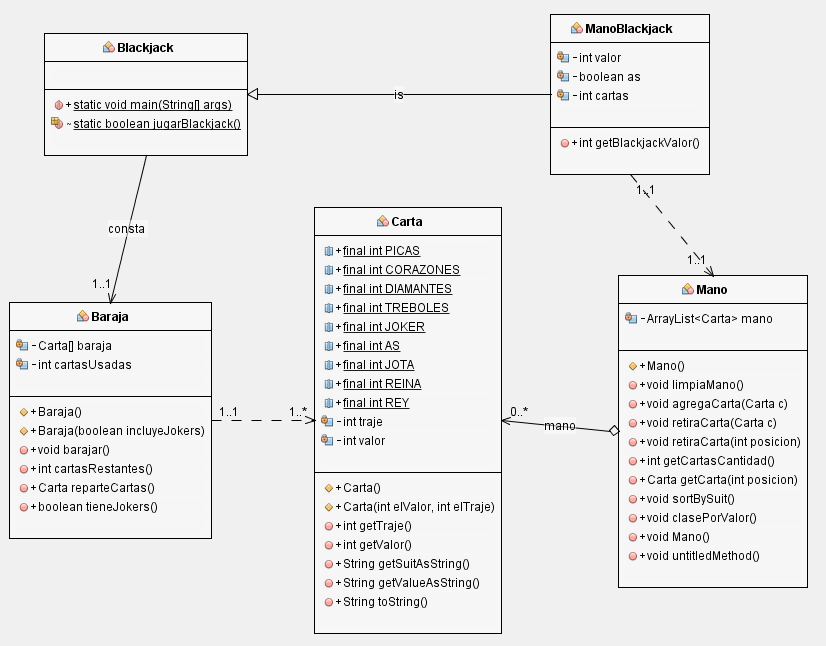 Blackjack
+ static void main(String[] args)
~ static boolean jugarBlackjack()
is
ManoBlackjack
- int valor
- boolean as
- int cartas
+ int getBlackjackValor()
consta
1..1
1..1
1..1
Baraja
- Carta[] baraja
- int cartasUsadas
+ Baraja()
+ Baraja(boolean incluyeJokers)
+ void barajar()
+ int cartasRestantes()
+ Carta reparteCartas()
+ boolean tieneJokers()
1..1
1..*
Carta
+ final int PICAS
+ final int CORAZONES
+ final int DIAMANTES
+ final int TREBOLES
+ final int JOKER
+ final int AS
+ final int JOTA
+ final int REINA
+ final int REY
- int traje
- int valor
+ Carta()
+ Carta(int elValor, int elTraje)
+ int getTraje()
+ int getValor()
+ String getSuitAsString()
+ String getValueAsString()
+ String toString()
0..*
mano
Mano
- ArrayList<Carta> mano
+ Mano()
+ void limpiaMano()
+ void agregaCarta(Carta c)
+ void retiraCarta(Carta c)
+ void retiraCarta(int posicion)
+ int getCartasCantidad()
+ Carta getCarta(int posicion)
+ void sortBySuit()
+ void clasePorValor()
+ void Mano()
+ void untitledMethod()